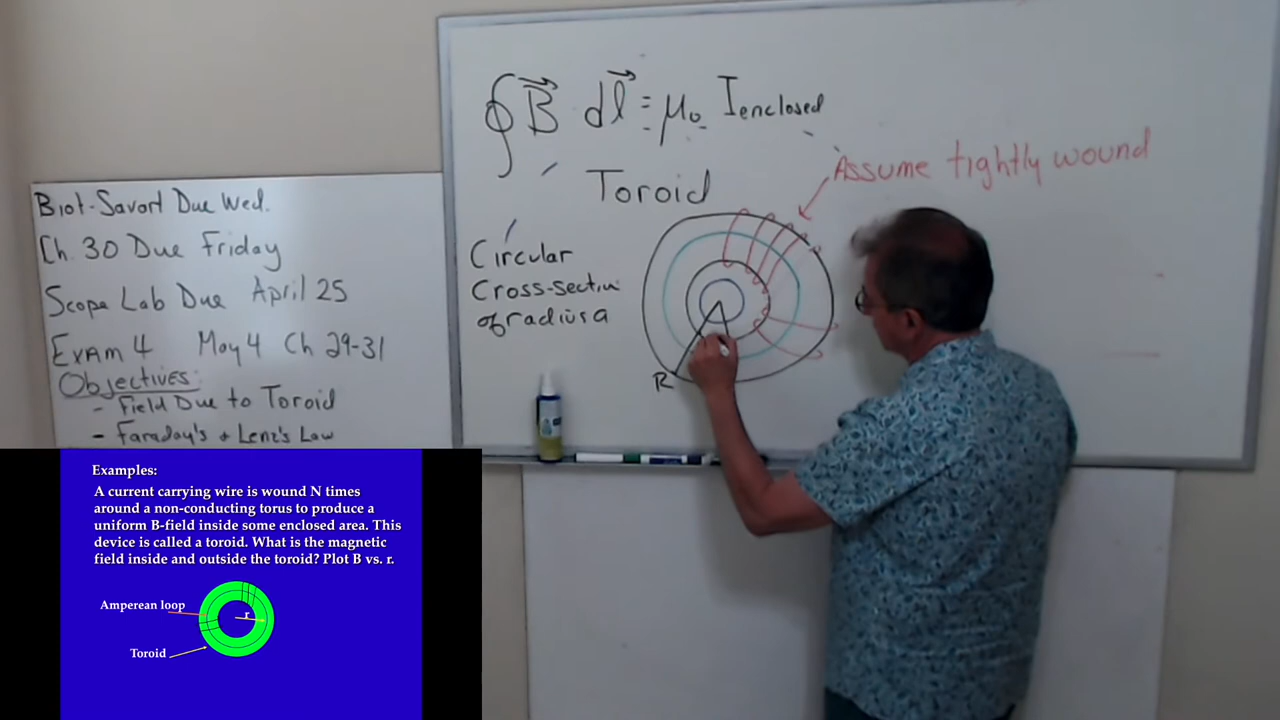 Biot-Savart Due Wed.
Ch. 30 Due Friday
Scope Lab Due April 25
Exam 4 May 4 Ch 29-31
Objectives:
- Field Due to Toroid
- Faraday's + Lenz's Law
∮ B dl = μ₀ Ienclosed
Toroid
Assume tightly wound
Circular
Cross-section
of radius a
R
Examples:
A current carrying wire is wound N times
around a non-conducting torus to produce a
uniform B-field inside some enclosed area. This
device is called a toroid. What is the magnetic
field inside and outside the toroid? Plot B vs. r.
Amperean loop
r
Toroid